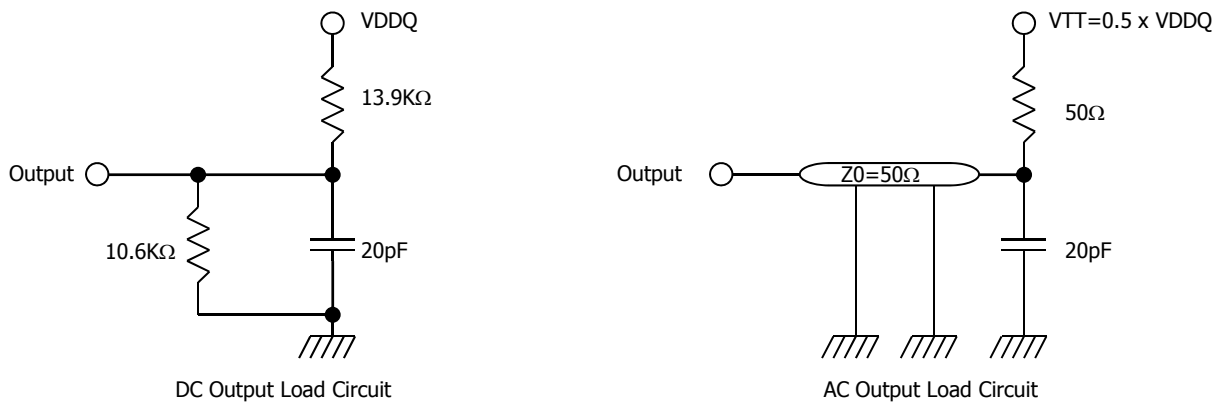 VDDQ
13.9KΩ
Output
10.6KΩ
20pF
DC Output Load Circuit
VTT=0.5 x VDDQ
50Ω
Output
Z0=50Ω
20pF
AC Output Load Circuit